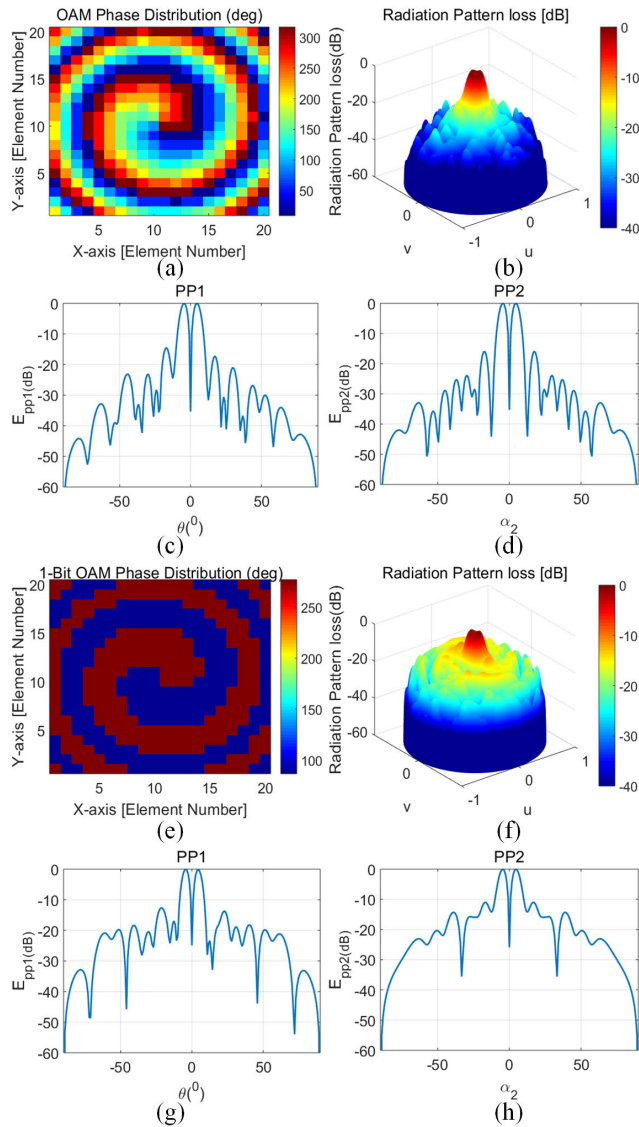 OAM Phase Distribution (deg)
Radiation Pattern loss [dB]
Y-axis [Element Number]
20
15
10
5
5
10
15
20
X-axis [Element Number]
300
250
200
150
100
50
(a)
Radiation Pattern loss(dB)
0
-20
-40
-60
0
-1
0
1
v
u
0
-10
-20
-30
-40
(b)
PP1
E_pp1(dB)
0
-10
-20
-30
-40
-50
-60
-50
0
50
θ(⁰)
(c)
PP2
E_pp2(dB)
0
-10
-20
-30
-40
-50
-60
-50
0
50
α₂
(d)
1-Bit OAM Phase Distribution (deg)
Radiation Pattern loss [dB]
Y-axis [Element Number]
20
15
10
5
5
10
15
20
X-axis [Element Number]
250
200
150
100
(e)
Radiation Pattern loss(dB)
0
-20
-40
-60
0
-1
0
1
v
u
0
-10
-20
-30
-40
(f)
PP1
E_pp1(dB)
0
-10
-20
-30
-40
-50
-60
-50
0
50
θ(⁰)
(g)
PP2
E_pp2(dB)
0
-10
-20
-30
-40
-50
-60
-50
0
50
α₂
(h)